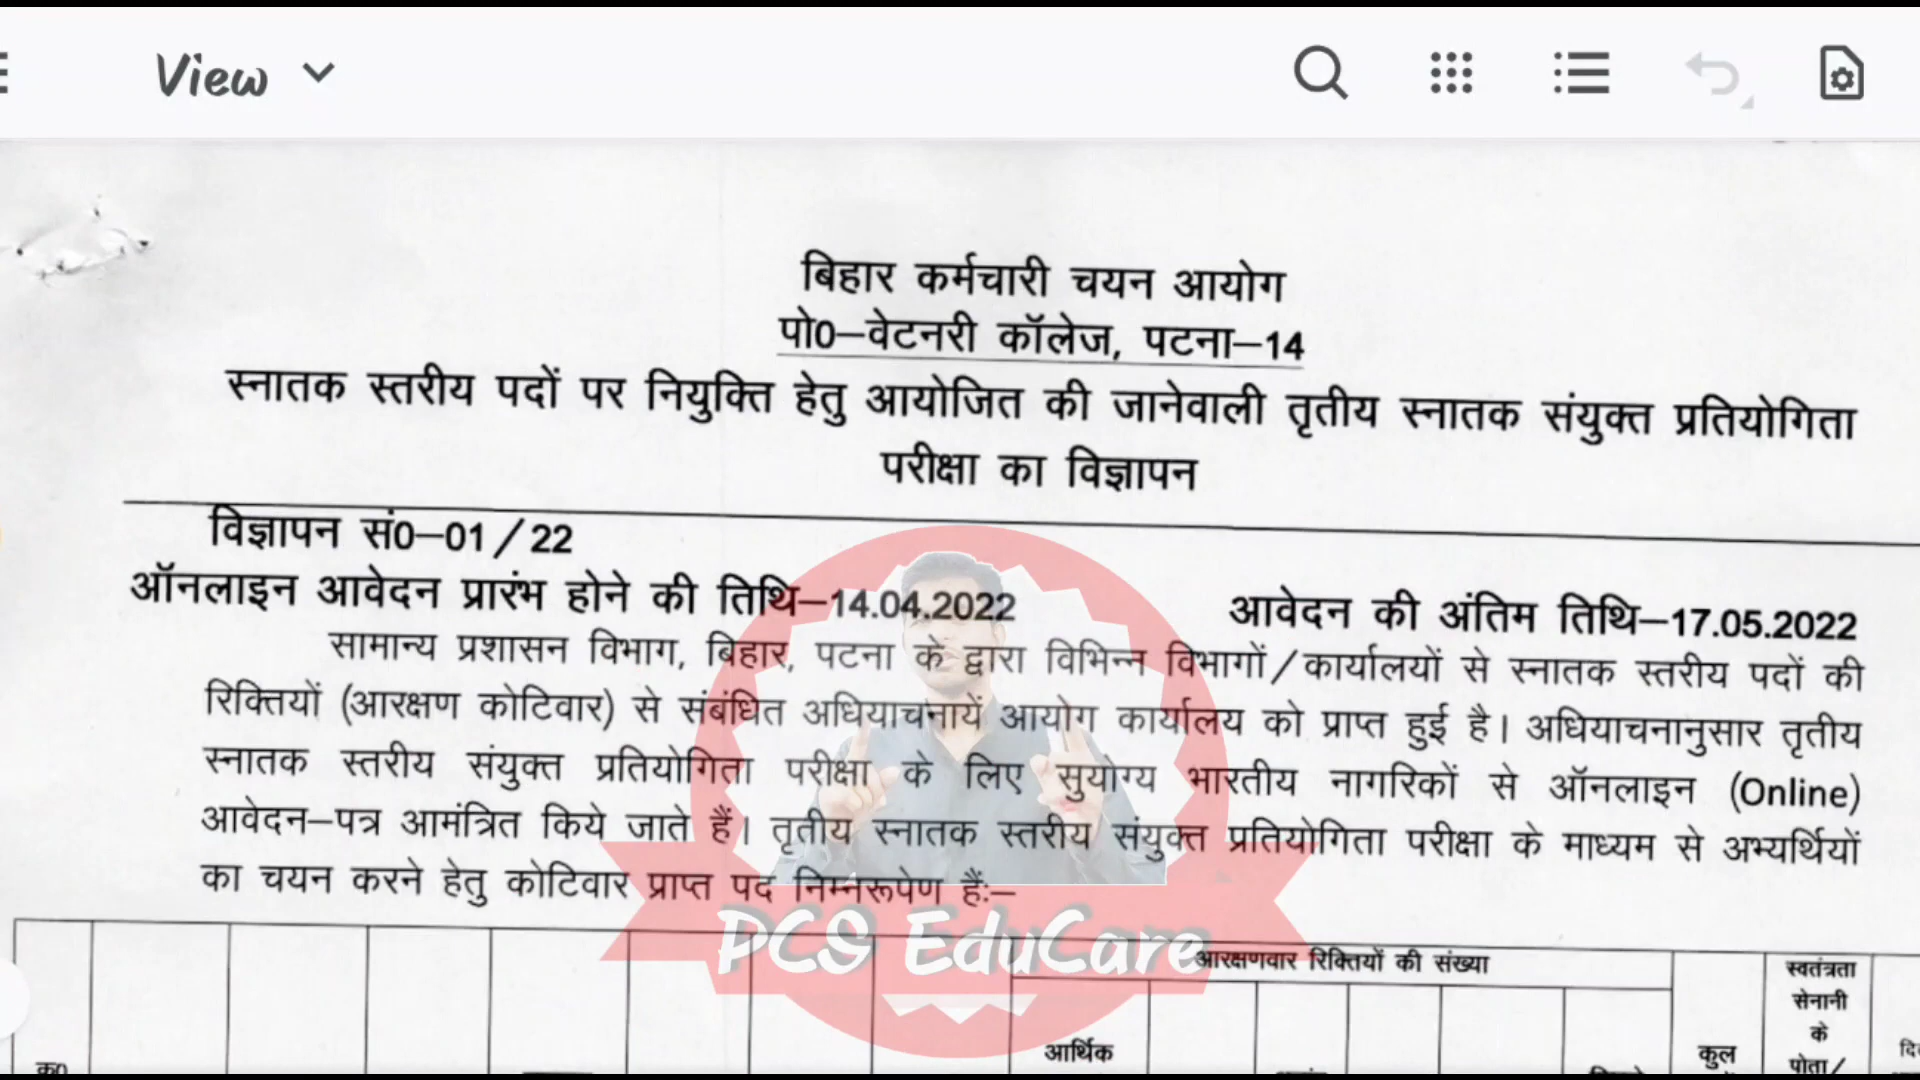 View
बिहार कर्मचारी चयन आयोग
पो0–वेटनरी कॉलेज, पटना–14
स्नातक स्तरीय पदों पर नियुक्ति हेतु आयोजित की जानेवाली तृतीय स्नातक संयुक्त प्रतियोगिता
परीक्षा का विज्ञापन
विज्ञापन सं0–01/22
ऑनलाइन आवेदन प्रारंभ होने की तिथि–14.04.2022 आवेदन की अंतिम तिथि–17.05.2022
सामान्य प्रशासन विभाग, बिहार, पटना के द्वारा विभिन्न विभागों/कार्यालयों से स्नातक स्तरीय पदों की
रिक्तियों (आरक्षण कोटिवार) से संबंधित अधियाचनायें आयोग कार्यालय को प्राप्त हुई है। अधियाचनानुसार तृतीय
स्नातक स्तरीय संयुक्त प्रतियोगिता परीक्षा के लिए सुयोग्य भारतीय नागरिकों से ऑनलाइन (Online)
आवेदन–पत्र आमंत्रित किये जाते हैं। तृतीय स्नातक स्तरीय संयुक्त प्रतियोगिता परीक्षा के माध्यम से अभ्यर्थियों
का चयन करने हेतु कोटिवार प्राप्त पद निम्नरूपेण हैं:–
PCS EduCare
आरक्षणवार रिक्तियों की संख्या
स्वतंत्रता
सेनानी
के
पोता/
आर्थिक
कुल
क्र0